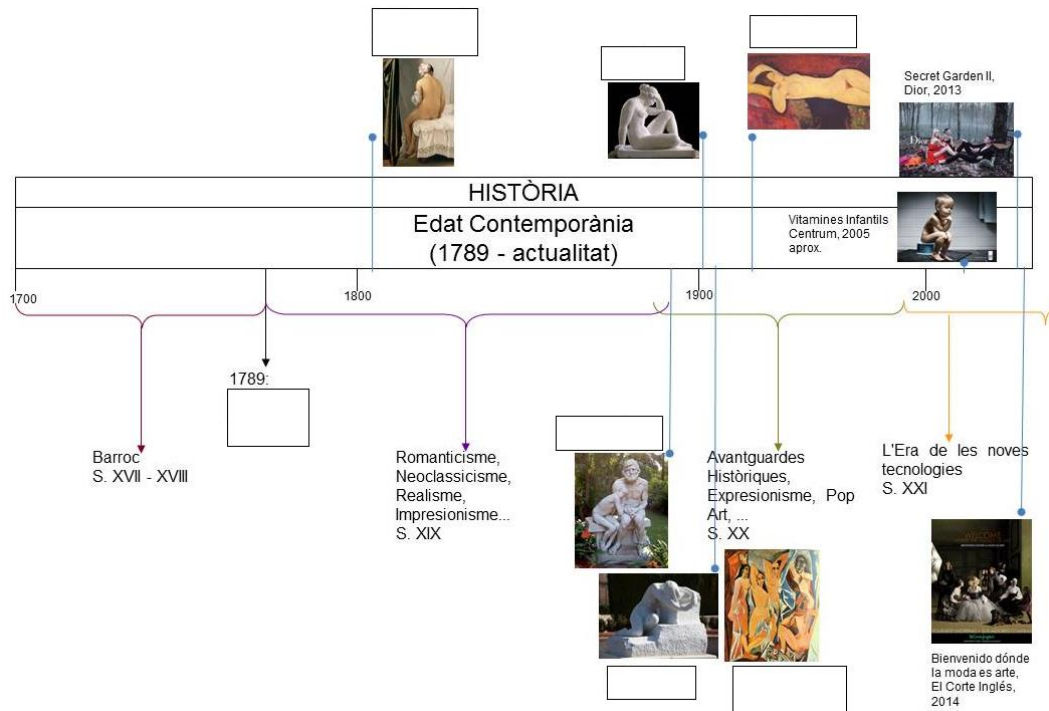 Secret Garden II,
Dior, 2013
Dior
HISTÒRIA
Edat Contemporània
(1789 - actualitat)
Vitamines Infantils
Centrum, 2005
aprox.
1700
1800
1900
2000
1789:
Barroc
S. XVII - XVIII
Romanticisme,
Neoclassicisme,
Realisme,
Impresionisme...
S. XIX
Avantguardes
Històriques,
Expresionisme, Pop
Art, ...
S. XX
L'Era de les noves
tecnologies
S. XXI
Bienvenido dónde
la moda es arte,
El Corte Inglés,
2014